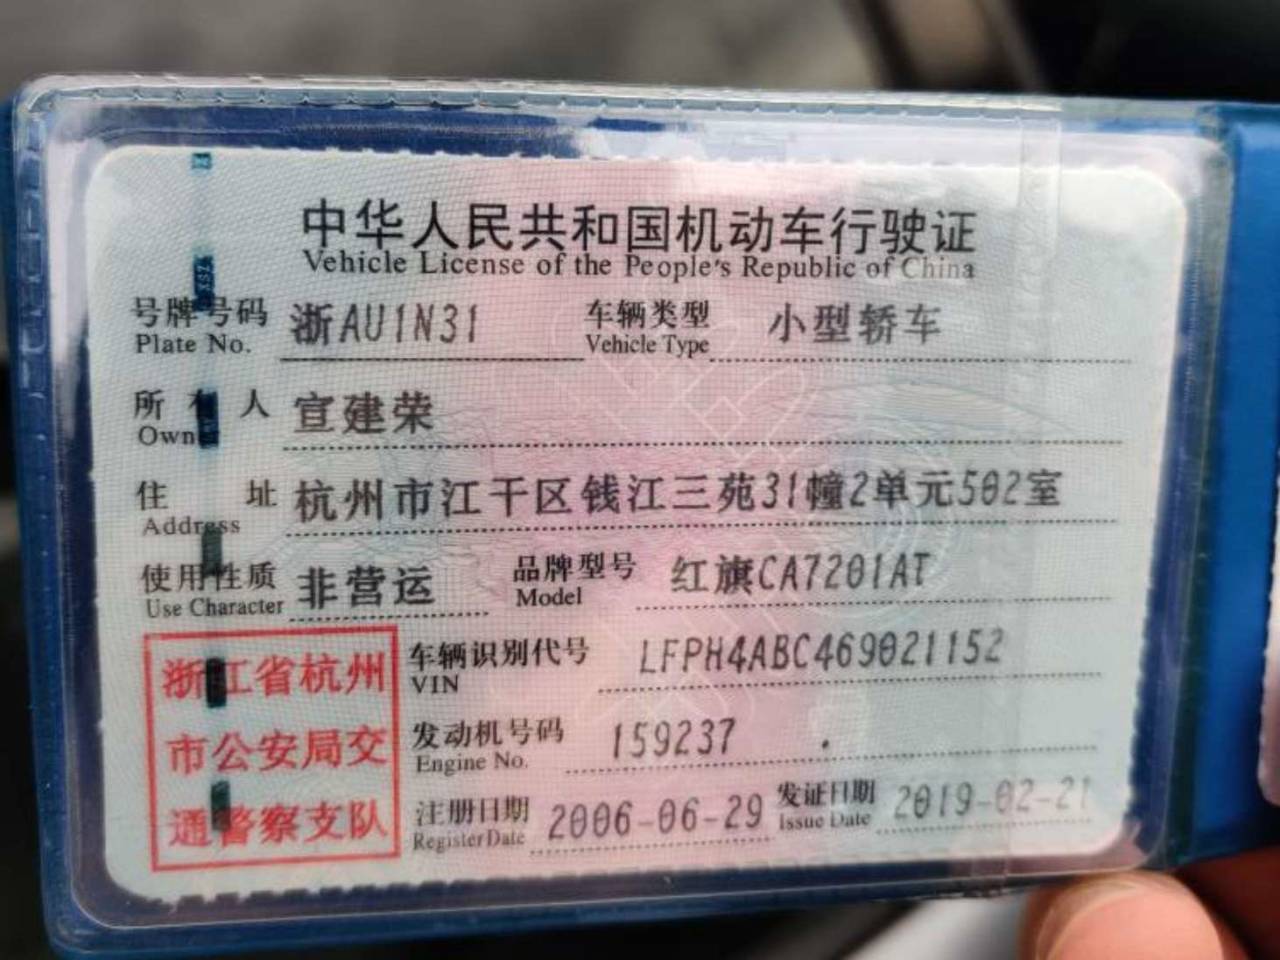 中华人民共和国机动车行驶证
Vehicle License of the People's Republic of China
号牌号码 浙AU1N31 车辆类型 小型轿车
Plate No. Vehicle Type
所有人 宣建荣
Owner
住址 杭州市江干区钱江三苑31幢2单元502室
Address
使用性质 非营运 品牌型号 红旗CA7201AT
Use Character Model
浙江省杭州
市公安局交
通警察支队
车辆识别代号 LFPH4ABC469021152
VIN
发动机号码 159237
Engine No.
注册日期 2006-06-29 发证日期 2019-02-21
Register Date Issue Date